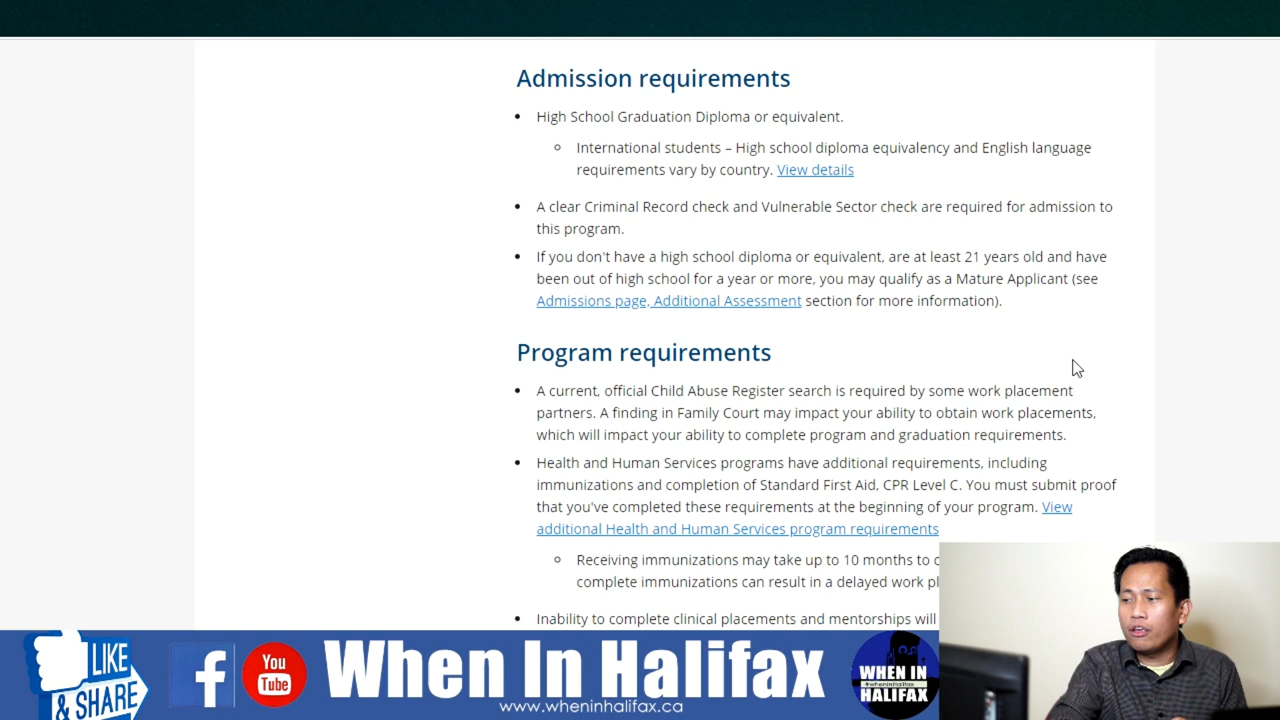 Admission requirements
High School Graduation Diploma or equivalent.
International students – High school diploma equivalency and English language
requirements vary by country. View details
A clear Criminal Record check and Vulnerable Sector check are required for admission to
this program.
If you don't have a high school diploma or equivalent, are at least 21 years old and have
been out of high school for a year or more, you may qualify as a Mature Applicant (see
Admissions page, Additional Assessment section for more information).
Program requirements
A current, official Child Abuse Register search is required by some work placement
partners. A finding in Family Court may impact your ability to obtain work placements,
which will impact your ability to complete program and graduation requirements.
Health and Human Services programs have additional requirements, including
immunizations and completion of Standard First Aid, CPR Level C. You must submit proof
that you've completed these requirements at the beginning of your program. View
additional Health and Human Services program requirements
Receiving immunizations may take up to 10 months to
complete immunizations can result in a delayed work
Inability to complete clinical placements and mentorships will
LIKE
& SHARE
f
You
Tube
When In Halifax
www.wheninhalifax.ca
WHEN IN
#wheninhalifax
HALIFAX